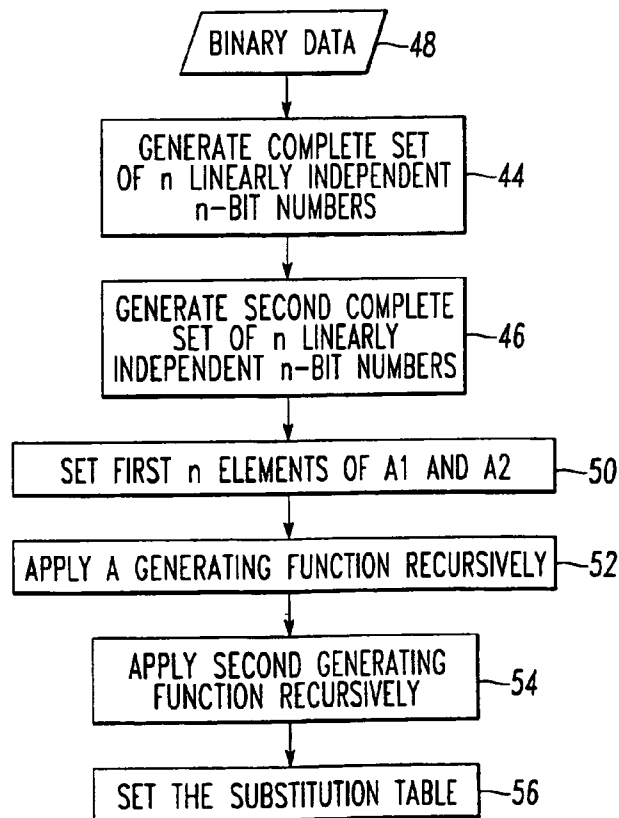 BINARY DATA 48
GENERATE COMPLETE SET
OF n LINEARLY INDEPENDENT
n-BIT NUMBERS
44
GENERATE SECOND COMPLETE
SET OF n LINEARLY
INDEPENDENT n-BIT NUMBERS
46
SET FIRST n ELEMENTS OF A1 AND A2 50
APPLY A GENERATING FUNCTION RECURSIVELY 52
APPLY SECOND GENERATING
FUNCTION RECURSIVELY
54
SET THE SUBSTITUTION TABLE 56